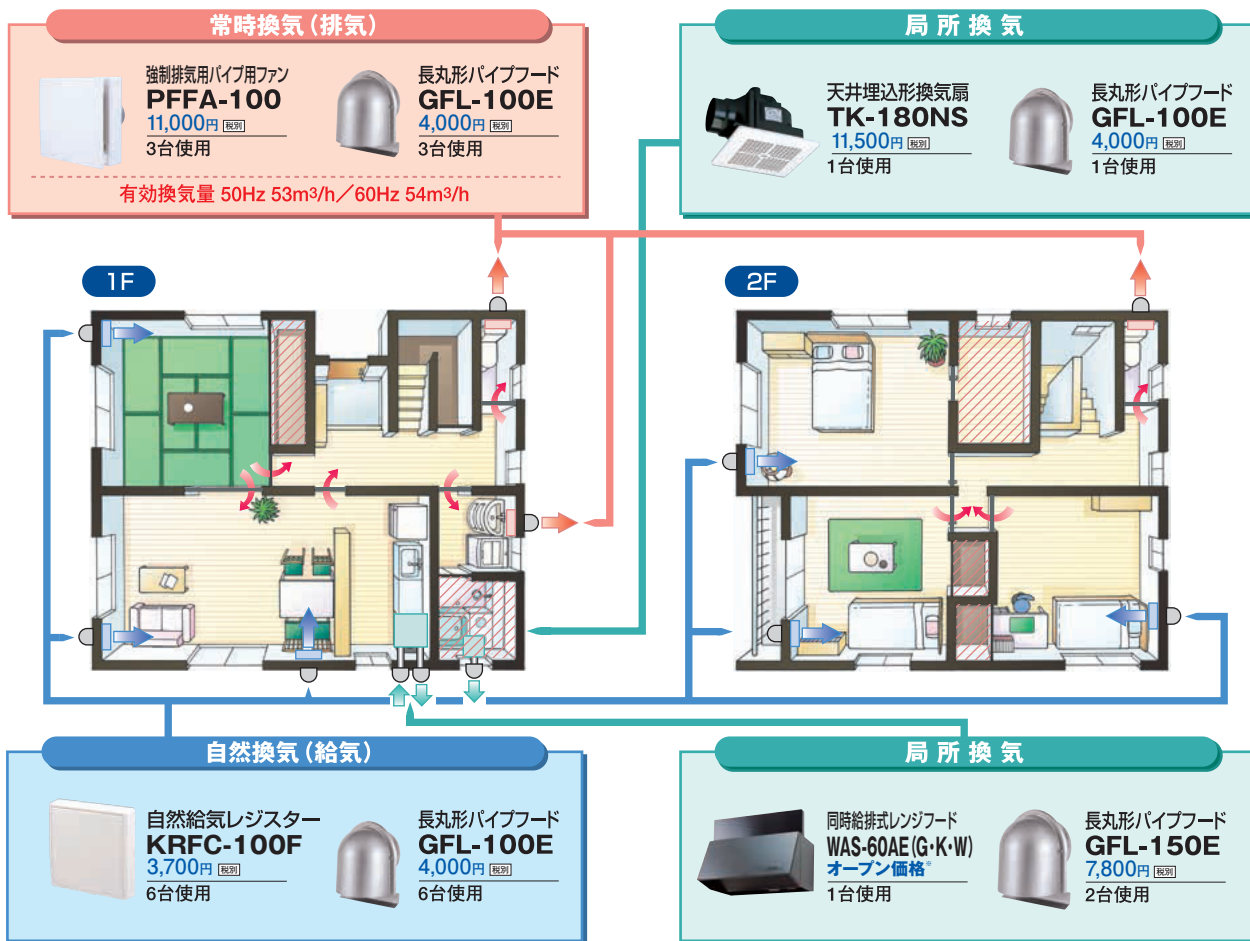 常時換気（排気）
強制排気用パイプ用ファン
PFFA-100
11,000円 税別
3台使用
長丸形パイプフード
GFL-100E
4,000円 税別
3台使用
有効換気量 50Hz 53m³/h／60Hz 54m³/h
局所換気
天井埋込形換気扇
TK-180NS
11,500円 税別
1台使用
長丸形パイプフード
GFL-100E
4,000円 税別
1台使用
1F
2F
自然換気（給気）
自然給気レジスター
KRFC-100F
3,700円 税別
6台使用
長丸形パイプフード
GFL-100E
4,000円 税別
6台使用
局所換気
同時給排式レンジフード
WAS-60AE（G・K・W）
オープン価格※
1台使用
長丸形パイプフード
GFL-150E
7,800円 税別
2台使用